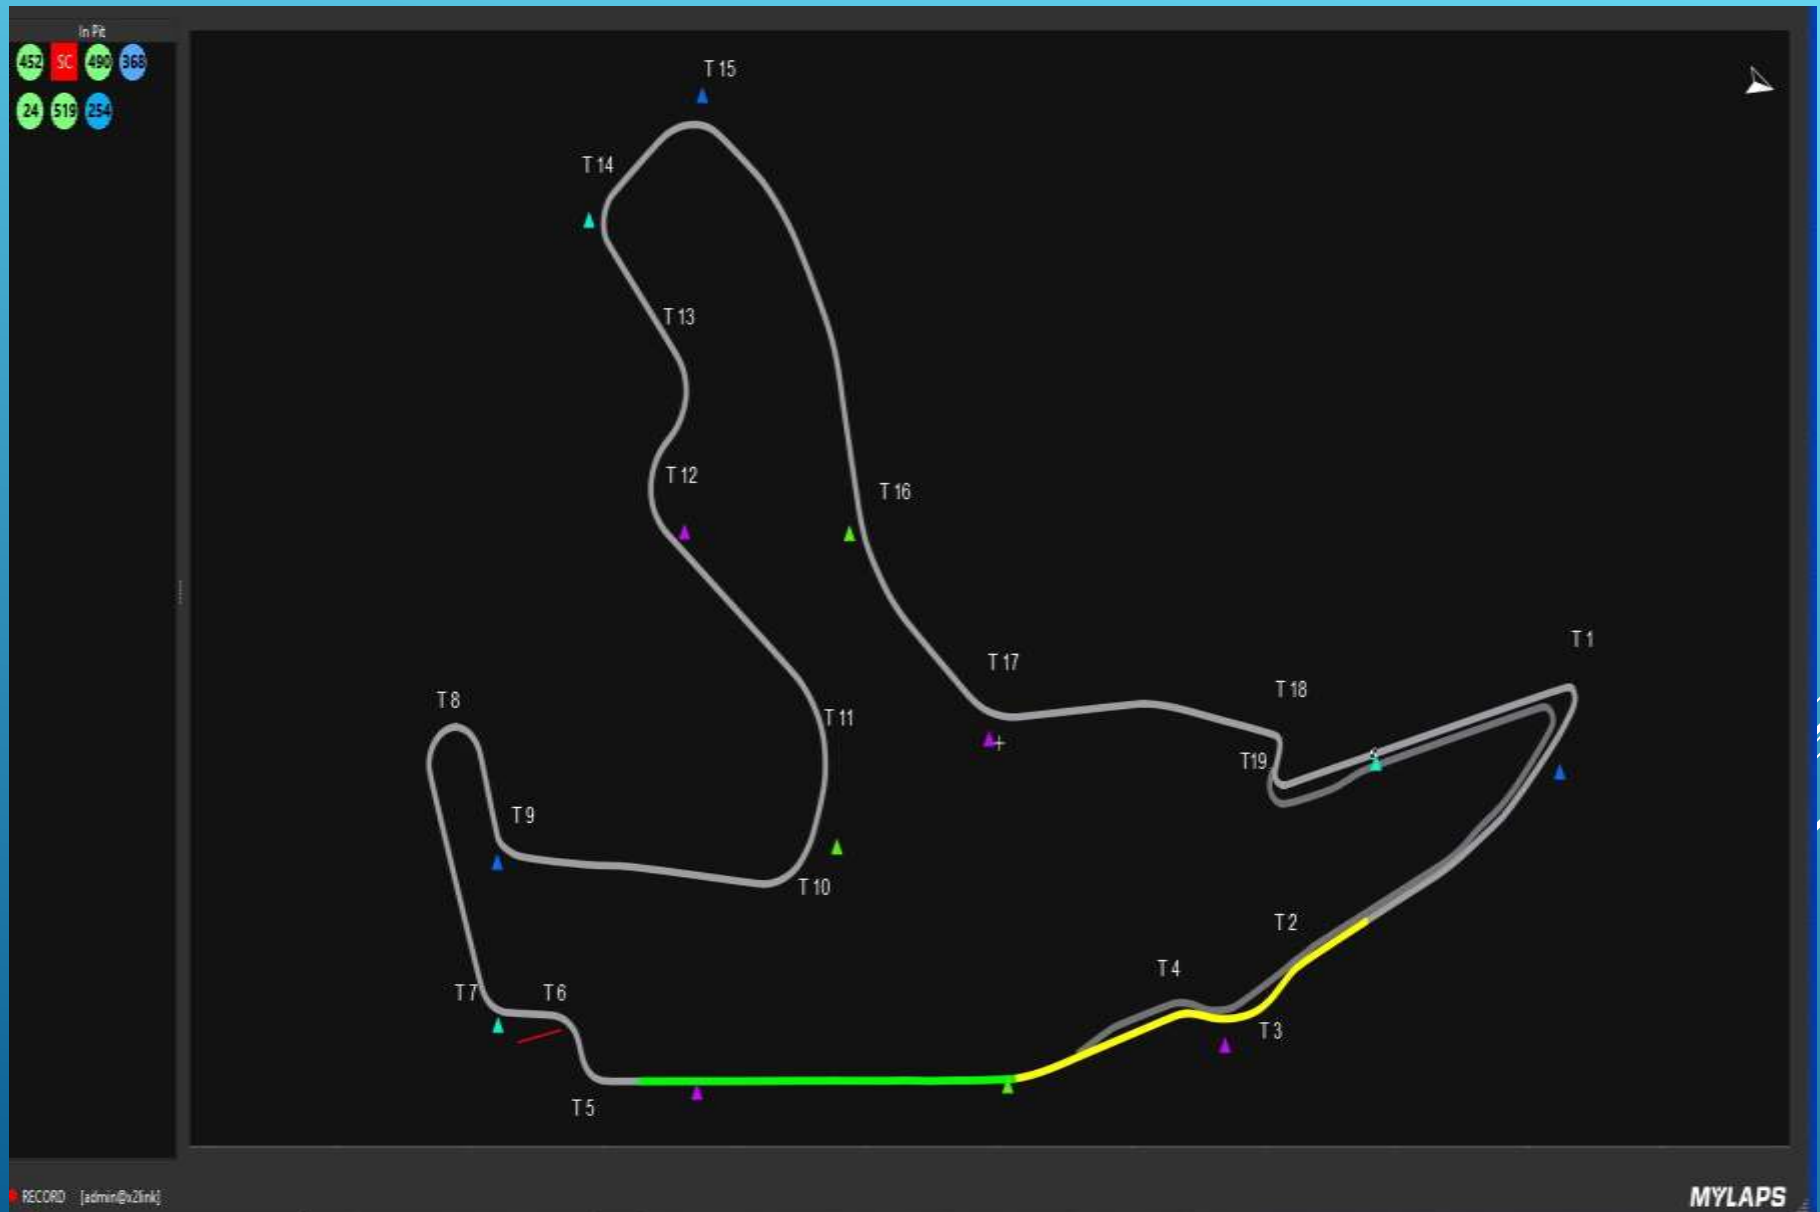 In Pit
452 SC 490 368
24 519 254
T 15
T 14
T 13
T 12
T 16
T 1
T 17
T 18
T 8
T 11
T19
T 9
T 10
T 2
T 4
T 7
T 6
T 3
T 5
RECORD [admin@x2link]
MYLAPS